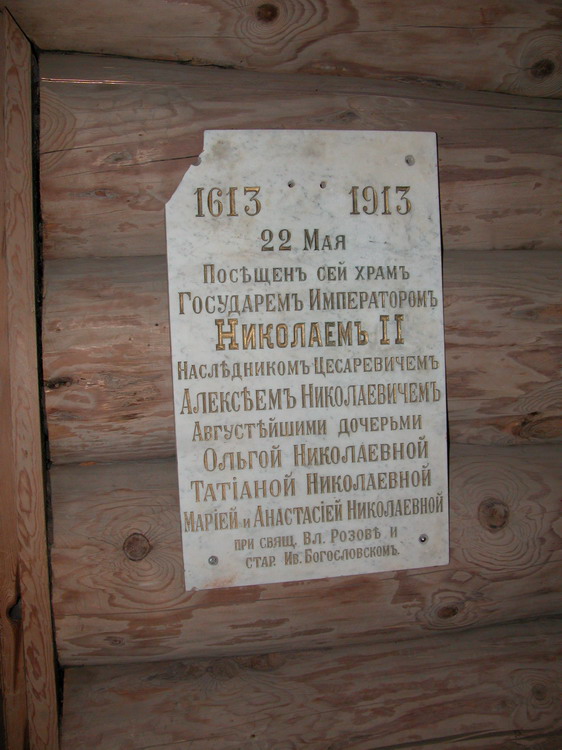 1613 1913
22 Мая
Посѣщенъ сей храмъ
Государемъ Императоромъ
Николаемъ II
Наслѣдникомъ-Цесаревичемъ
Алексѣемъ Николаевичемъ
Августѣйшими дочерьми
Ольгой Николаевной
Татіаной Николаевной
Маріей и Анастасіей Николаевной
при свящ. Вл. Розовѣ и
стар. Ив. Богословскомъ.